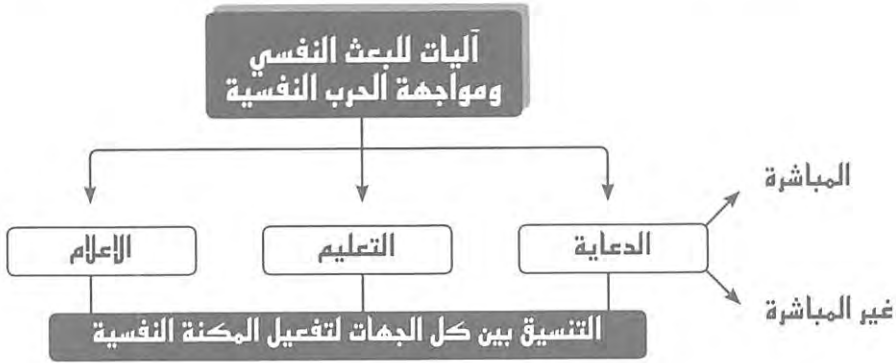 آليات للبعث النفسي
ومواجهة الحرب النفسية
المباشرة
الدعاية
التعليم
الإعلام
غير المباشرة
التنسيق بين كل الجهات لتفعيل المكنة النفسية